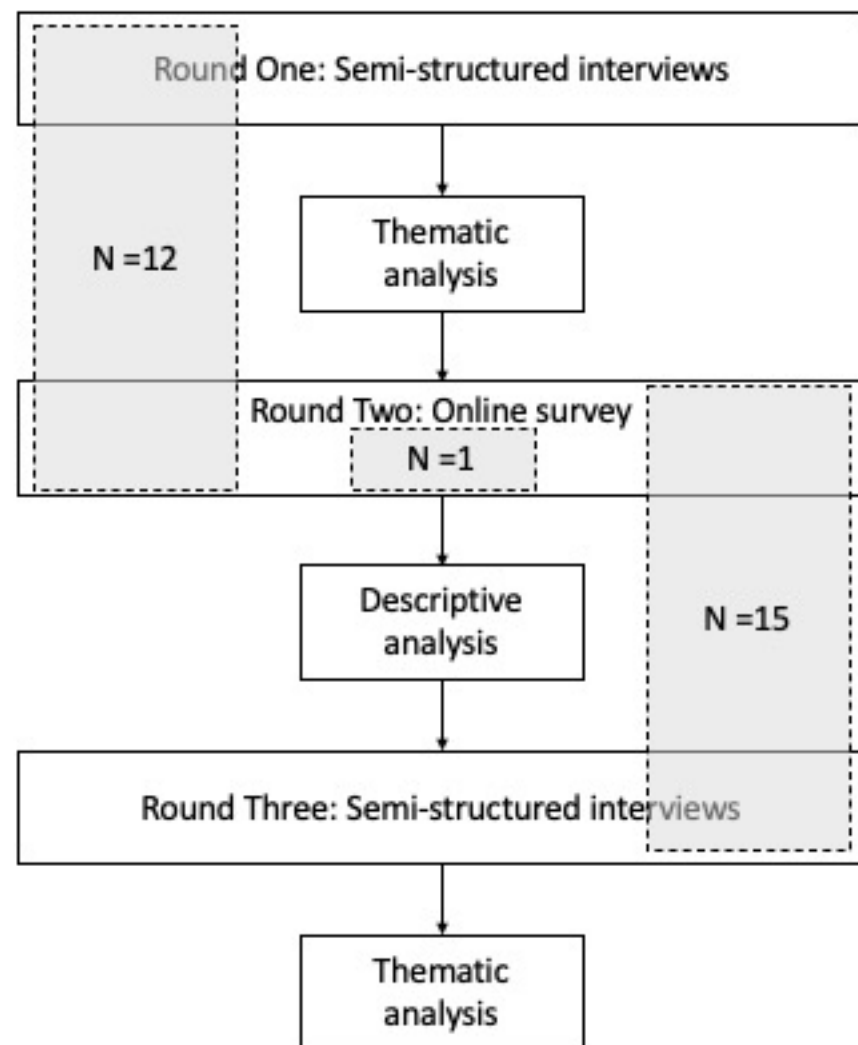 Round One: Semi-structured interviews
Thematic
analysis
N =12
Round Two: Online survey
N =1
Descriptive
analysis
N =15
Round Three: Semi-structured interviews
Thematic
analysis